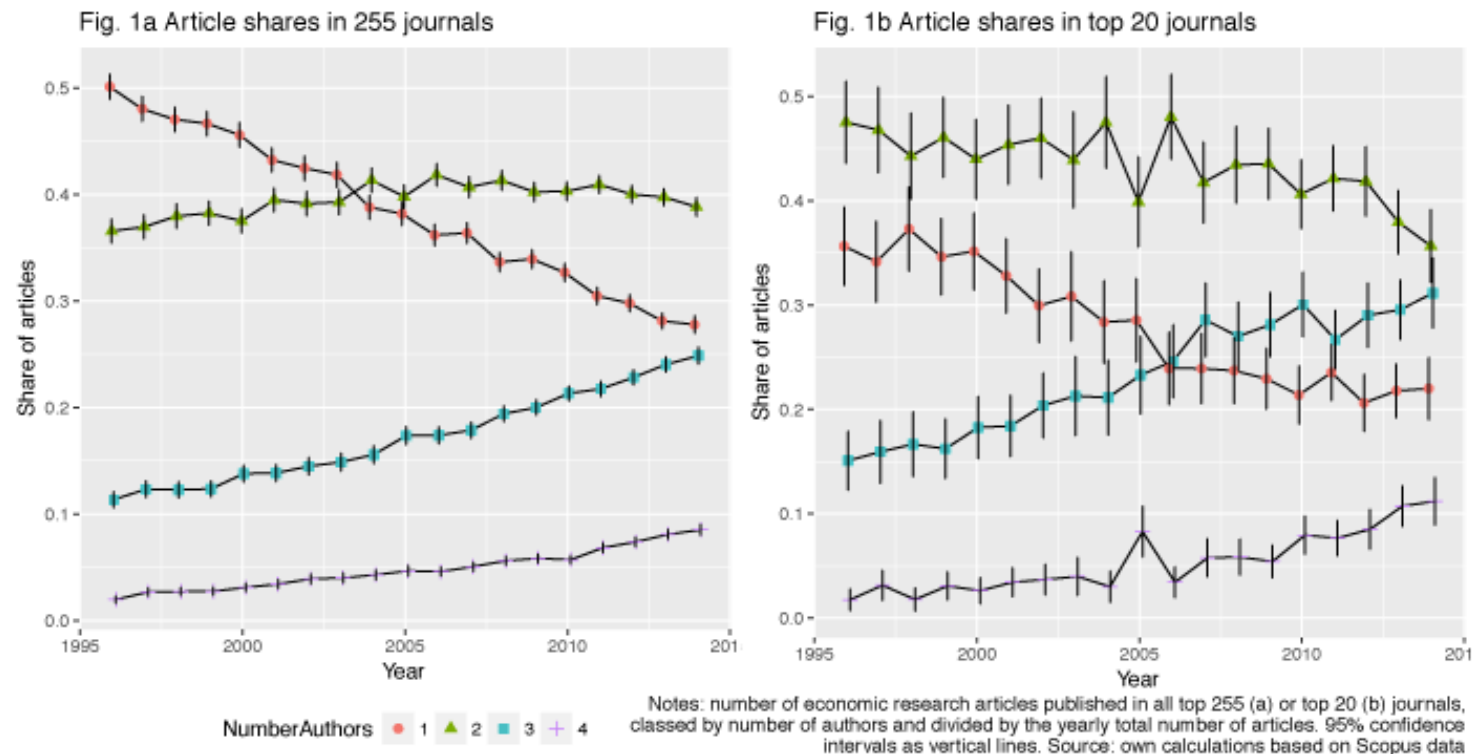 Fig. 1a Article shares in 255 journals
0.5
0.4
0.3
0.2
0.1
0.0
Share of articles
1995
2000
2005
2010
201
Year
Fig. 1b Article shares in top 20 journals
0.5
0.4
0.3
0.2
0.1
0.0
Share of articles
1995
2000
2005
2010
201
Year
NumberAuthors 1 2 3 4
Notes: number of economic research articles published in all top 255 (a) or top 20 (b) journals,
classed by number of authors and divided by the yearly total number of articles. 95% confidence
intervals as vertical lines. Source: own calculations based on Scopus data